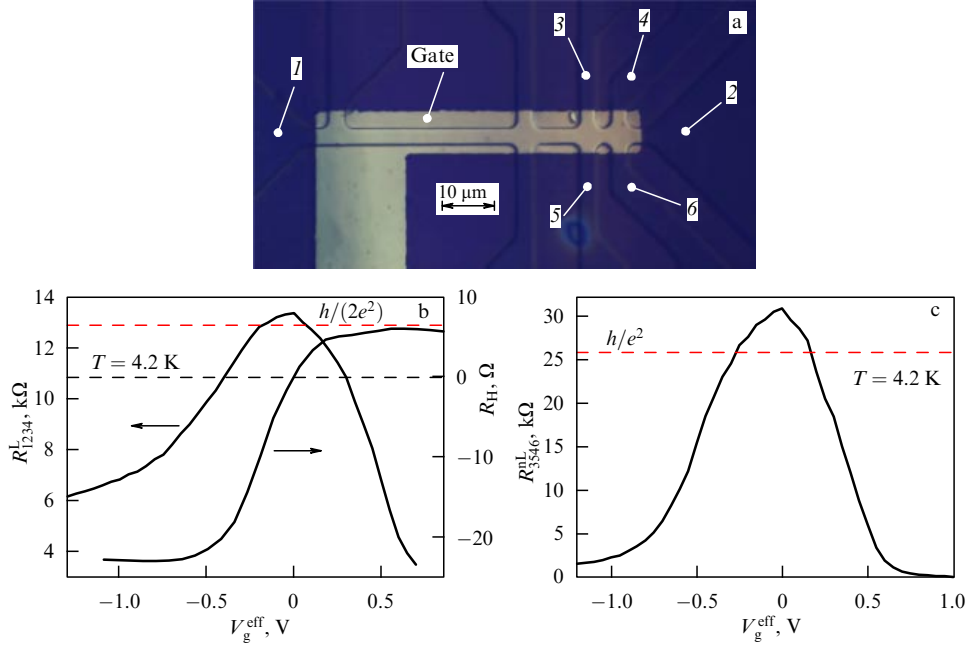 a
3
4
Gate
1
2
10 μm
5
6
14
12
10
8
6
4
−1.0
−0.5
0
0.5
V_g^eff, V
R^L_1234, kΩ
10
0
−10
−20
R_H, Ω
h/(2e²)
b
T = 4.2 K
30
25
20
15
10
5
0
−1.0
−0.5
0
0.5
1.0
V_g^eff, V
R^nL_3546, kΩ
h/e²
c
T = 4.2 K